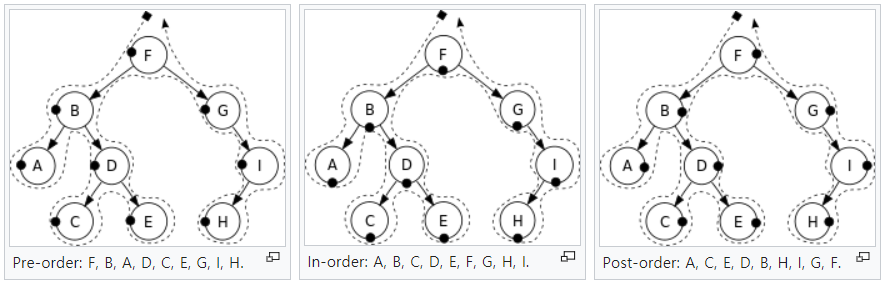 F
B
G
A
D
I
C
E
H
Pre-order: F, B, A, D, C, E, G, I, H.
F
B
G
A
D
I
C
E
H
In-order: A, B, C, D, E, F, G, H, I.
F
B
G
A
D
I
C
E
H
Post-order: A, C, E, D, B, H, I, G, F.